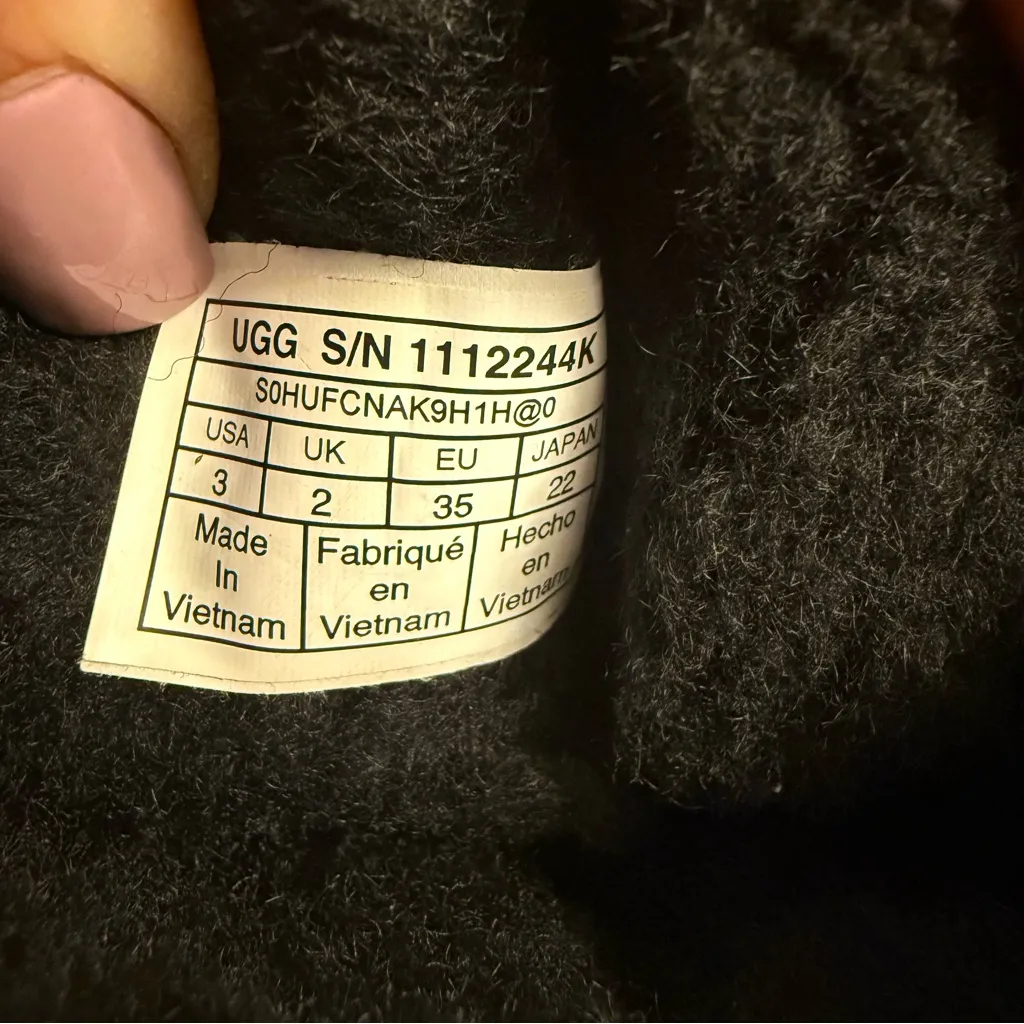 UGG S/N 1112244K
S0HUFCNAK9H1H@0
USA UK EU JAPAN
3 2 35 22
Made In Vietnam
Fabriqué en Vietnam
Hecho en Vietnam